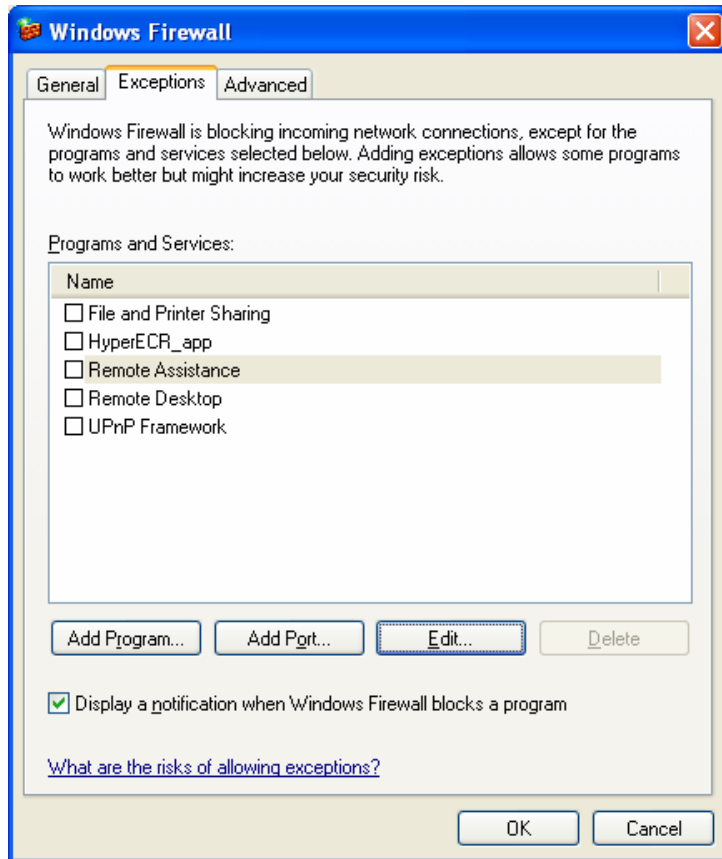 Windows Firewall
General Exceptions Advanced
Windows Firewall is blocking incoming network connections, except for the
programs and services selected below. Adding exceptions allows some programs
to work better but might increase your security risk.
Programs and Services:
Name
File and Printer Sharing
HyperECR_app
Remote Assistance
Remote Desktop
UPnP Framework
Add Program... Add Port... Edit... Delete
Display a notification when Windows Firewall blocks a program
What are the risks of allowing exceptions?
OK Cancel